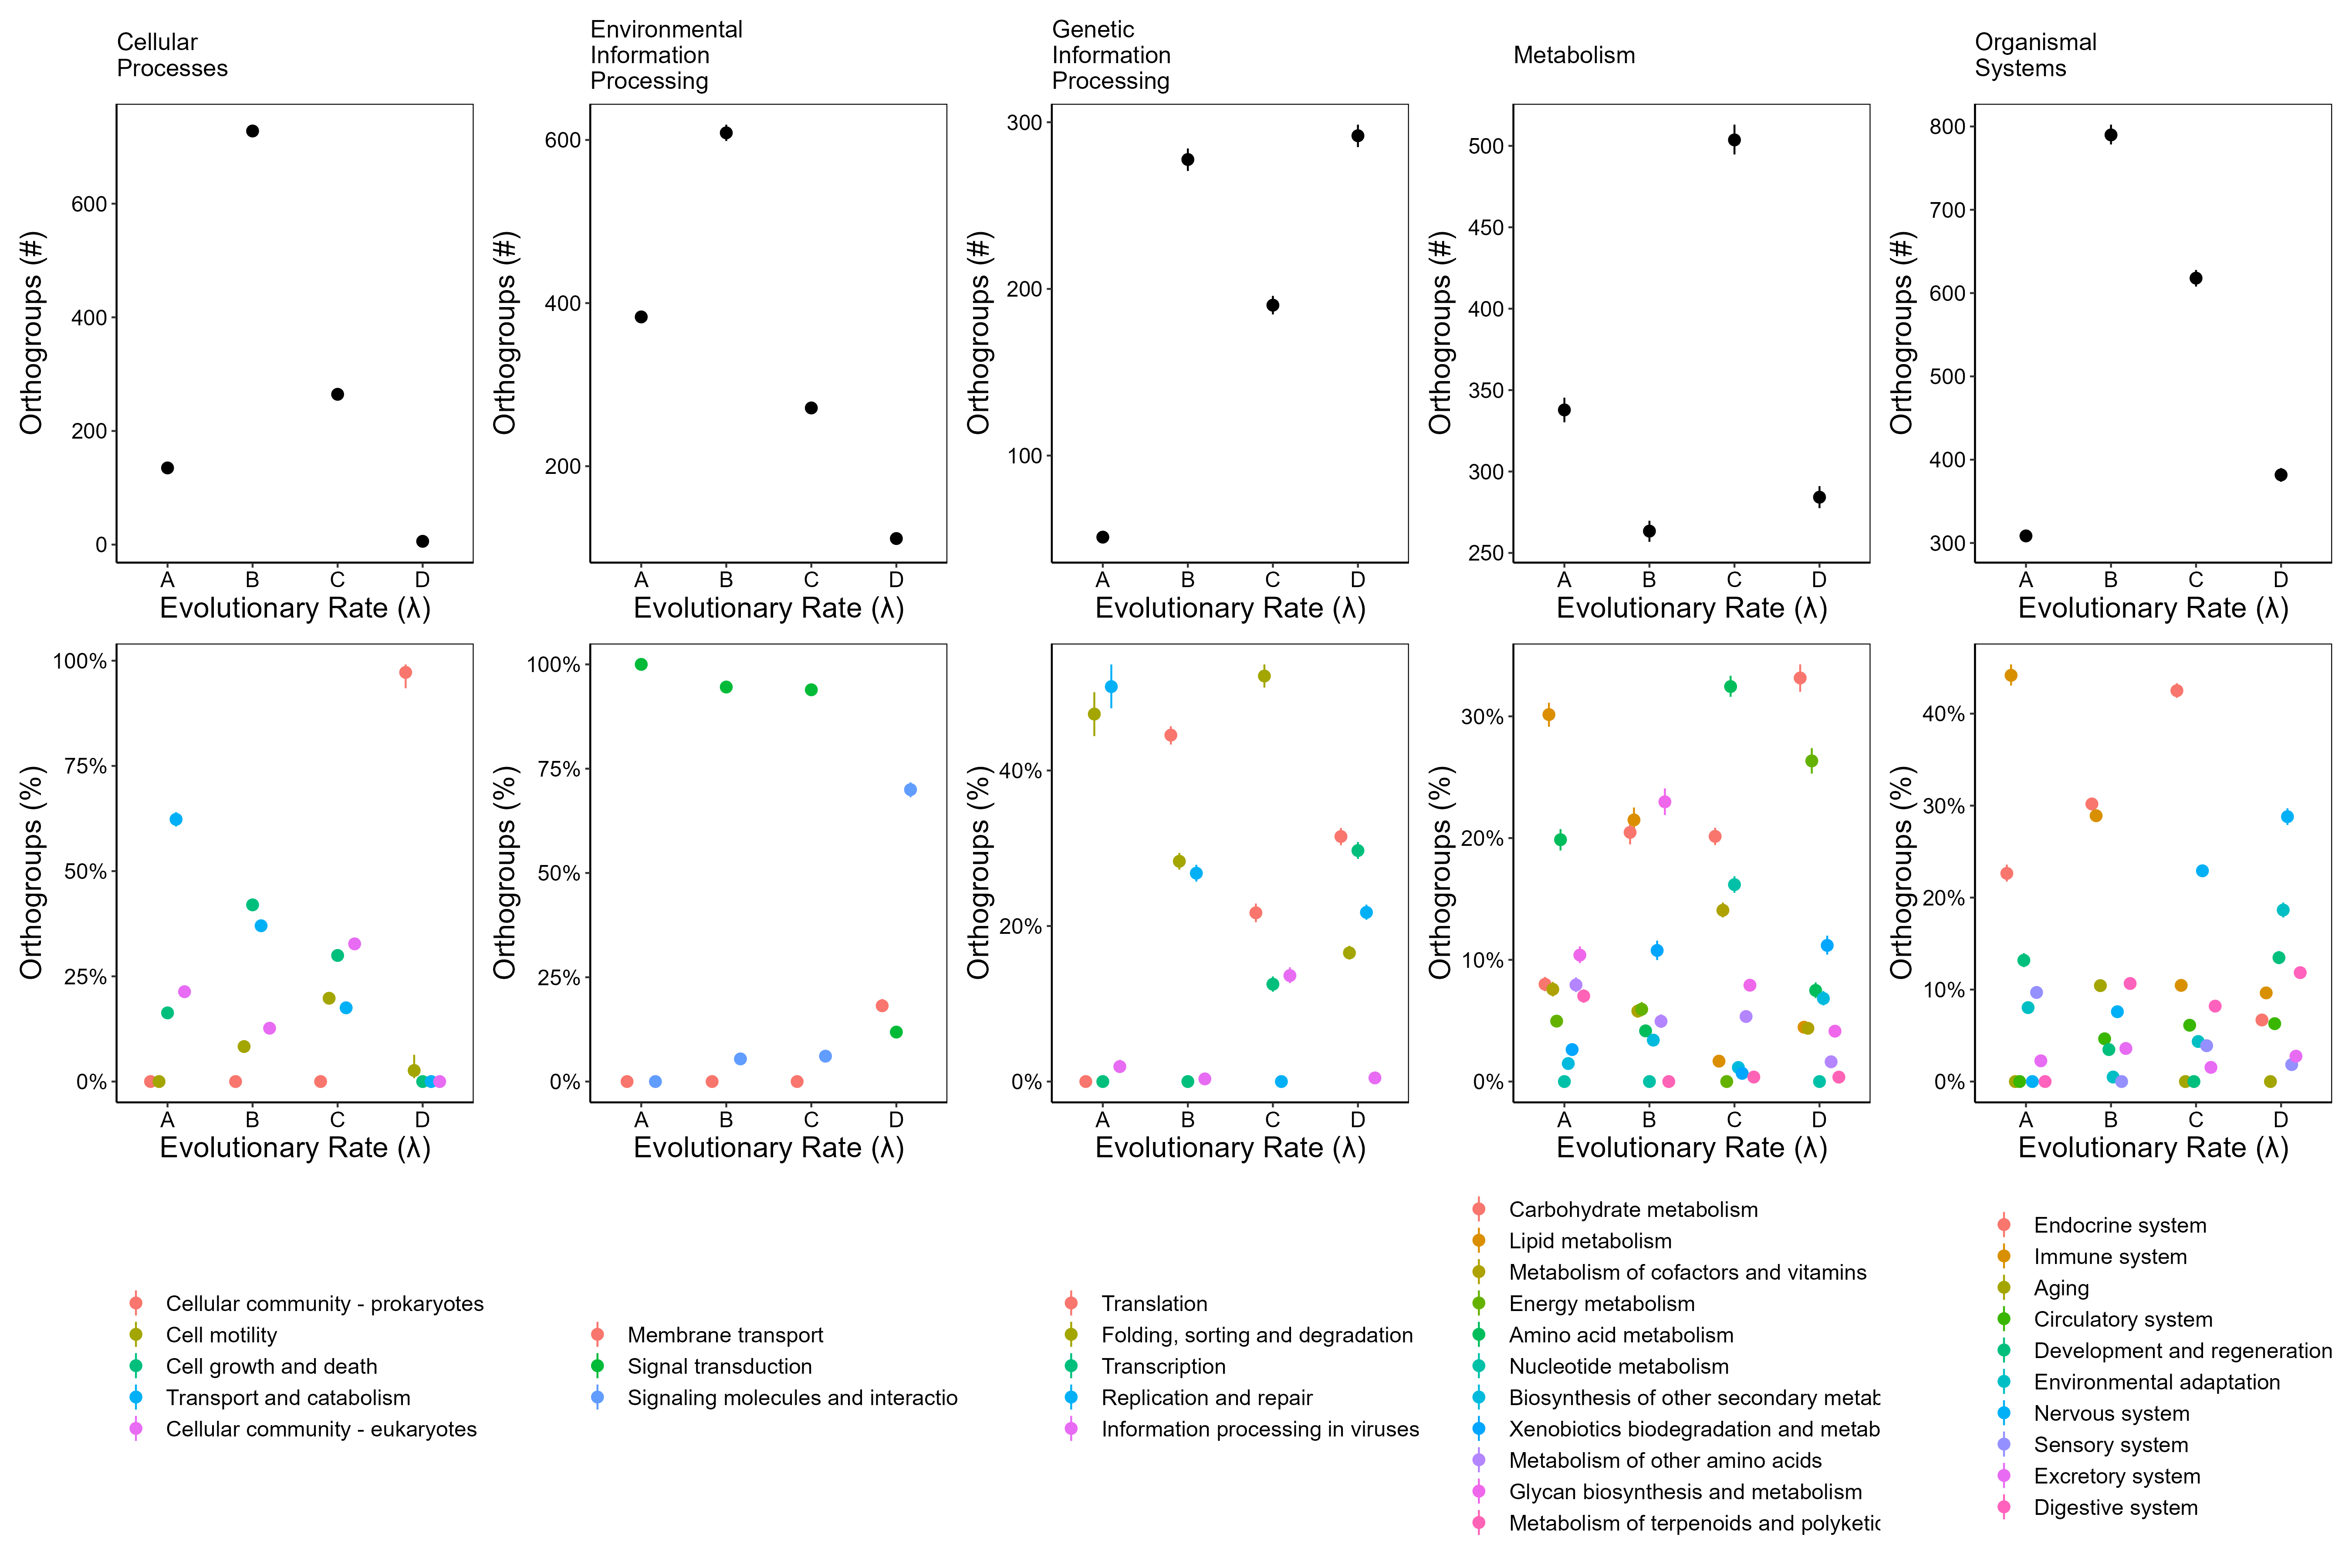 Cellular
Processes
Environmental
Information
Processing
Genetic
Information
Processing
Metabolism
Organismal
Systems
Orthogroups (#)
600
400
200
0
A B C D
Evolutionary Rate (λ)
Orthogroups (#)
600
400
200
A B C D
Evolutionary Rate (λ)
Orthogroups (#)
300
200
100
A B C D
Evolutionary Rate (λ)
Orthogroups (#)
500
450
400
350
300
250
A B C D
Evolutionary Rate (λ)
Orthogroups (#)
800
700
600
500
400
300
A B C D
Evolutionary Rate (λ)
Orthogroups (%)
100%
75%
50%
25%
0%
A B C D
Evolutionary Rate (λ)
Orthogroups (%)
100%
75%
50%
25%
0%
A B C D
Evolutionary Rate (λ)
Orthogroups (%)
40%
20%
0%
A B C D
Evolutionary Rate (λ)
Orthogroups (%)
30%
20%
10%
0%
A B C D
Evolutionary Rate (λ)
Orthogroups (%)
40%
30%
20%
10%
0%
A B C D
Evolutionary Rate (λ)
Cellular community - prokaryotes
Cell motility
Cell growth and death
Transport and catabolism
Cellular community - eukaryotes
Membrane transport
Signal transduction
Signaling molecules and interactio
Translation
Folding, sorting and degradation
Transcription
Replication and repair
Information processing in viruses
Carbohydrate metabolism
Lipid metabolism
Metabolism of cofactors and vitamins
Energy metabolism
Amino acid metabolism
Nucleotide metabolism
Biosynthesis of other secondary metab
Xenobiotics biodegradation and metab
Metabolism of other amino acids
Glycan biosynthesis and metabolism
Metabolism of terpenoids and polyketi
Endocrine system
Immune system
Aging
Circulatory system
Development and regeneration
Environmental adaptation
Nervous system
Sensory system
Excretory system
Digestive system